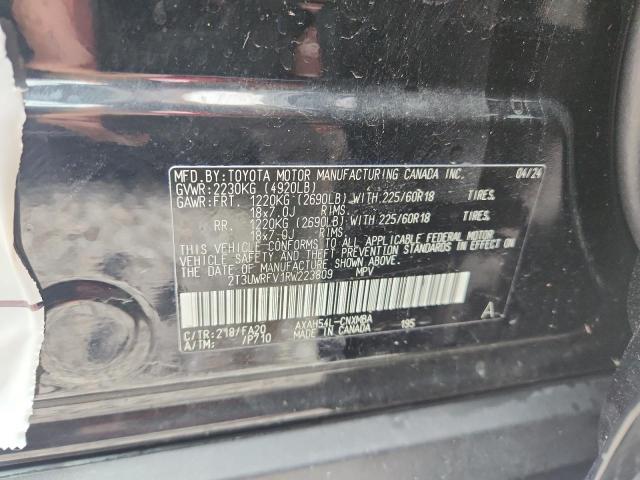 MFD.BY:TOYOTA MOTOR MANUFACTURING CANADA INC. 04/24
GVWR:2230KG (4920LB)
GAWR:FRT. 1220KG (2690LB) WITH 225/60R18 TIRES,
18x7.0J RIMS,
RR. 1220KG (2690LB) WITH 225/60R18 TIRES,
18x7.0J RIMS,
THIS VEHICLE CONFORMS TO ALL APPLICABLE FEDERAL MOTOR
VEHICLE SAFETY AND THEFT PREVENTION STANDARDS IN EFFECT ON
THE DATE OF MANUFACTURE SHOWN ABOVE.
2T3UWRFV1RW223809 MPV
C/TR:218/FA20 AXAH54L-CNXMBA 195 A
A/TM: /P710 MADE IN CANADA